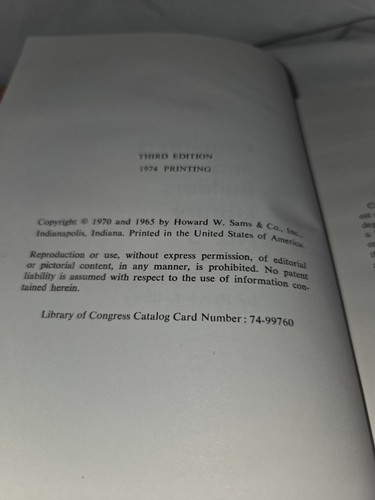 THIRD EDITION
1974 PRINTING
Copyright © 1970 and 1965 by Howard W. Sams & Co., Inc.,
Indianapolis, Indiana. Printed in the United States of America.
Reproduction or use, without express permission, of editorial
or pictorial content, in any manner, is prohibited. No patent
liability is assumed with respect to the use of information con-
tained herein.
Library of Congress Catalog Card Number: 74-99760